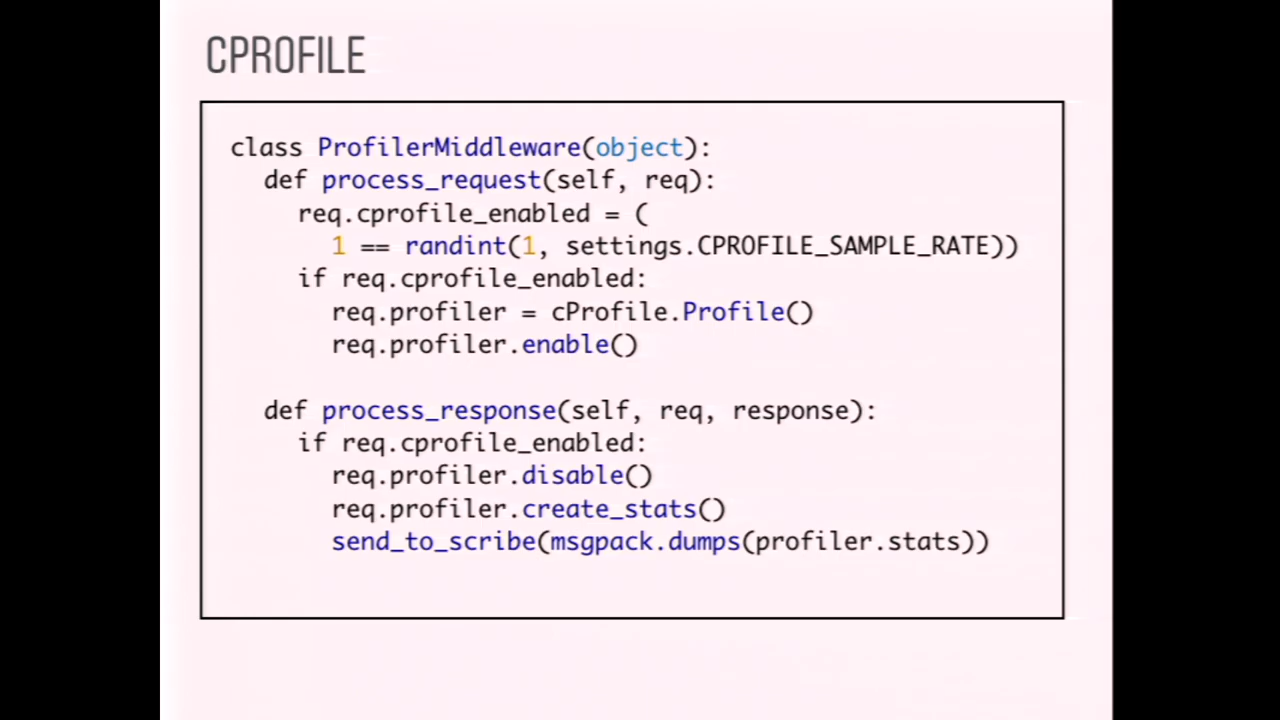 CPROFILE
class ProfilerMiddleware(object):
  def process_request(self, req):
    req.cprofile_enabled = (
      1 == randint(1, settings.CPROFILE_SAMPLE_RATE))
    if req.cprofile_enabled:
      req.profiler = cProfile.Profile()
      req.profiler.enable()
  def process_response(self, req, response):
    if req.cprofile_enabled:
      req.profiler.disable()
      req.profiler.create_stats()
      send_to_scribe(msgpack.dumps(profiler.stats))